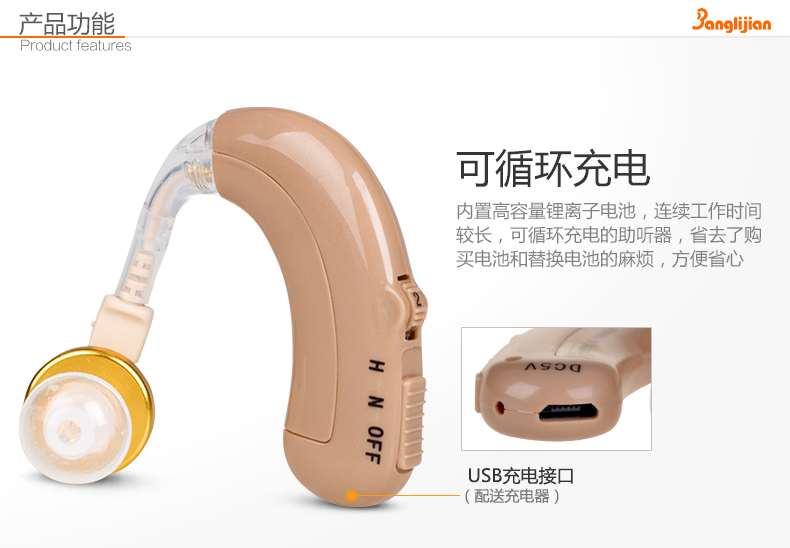 产品功能
Product features
Banglijian
可循环充电
内置高容量锂离子电池，连续工作时间
较长，可循环充电的助听器，省去了购
买电池和替换电池的麻烦，方便省心
2
H N OFF
DC5V
USB充电接口
（配送充电器）